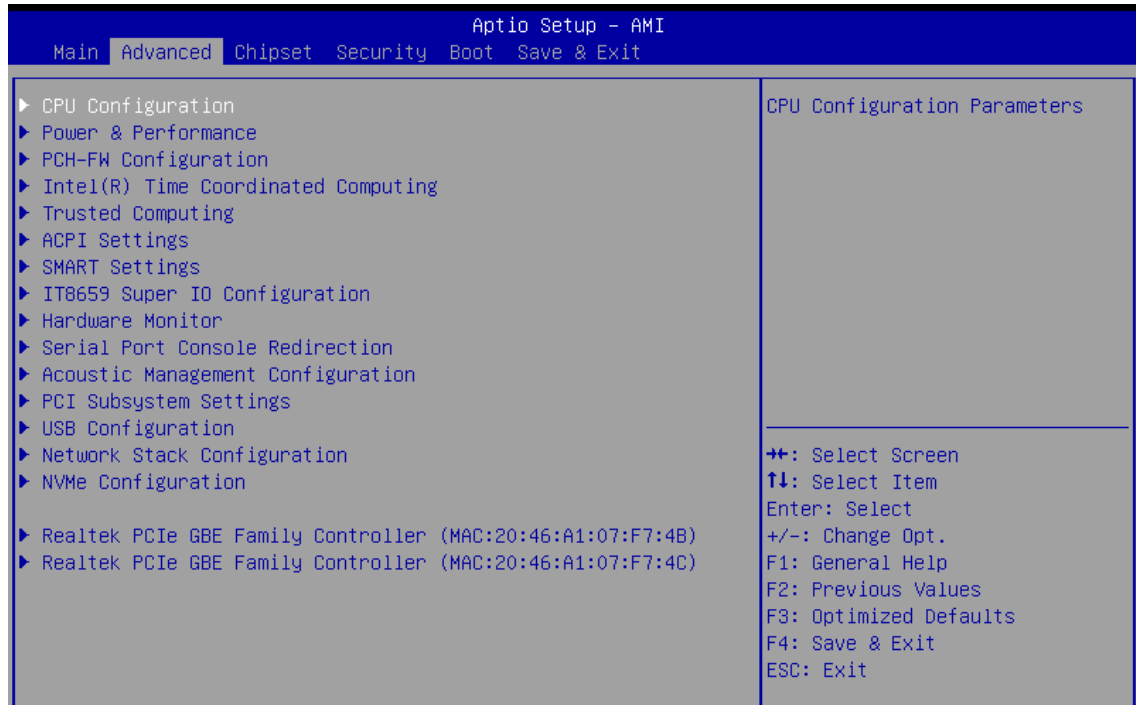 Aptio Setup – AMI
Main Advanced Chipset Security Boot Save & Exit
▶ CPU Configuration
▶ Power & Performance
▶ PCH-FW Configuration
▶ Intel(R) Time Coordinated Computing
▶ Trusted Computing
▶ ACPI Settings
▶ SMART Settings
▶ IT8659 Super IO Configuration
▶ Hardware Monitor
▶ Serial Port Console Redirection
▶ Acoustic Management Configuration
▶ PCI Subsystem Settings
▶ USB Configuration
▶ Network Stack Configuration
▶ NVMe Configuration
▶ Realtek PCIe GBE Family Controller (MAC:20:46:A1:07:F7:4B)
▶ Realtek PCIe GBE Family Controller (MAC:20:46:A1:07:F7:4C)
CPU Configuration Parameters
→←: Select Screen
↑↓: Select Item
Enter: Select
+/-: Change Opt.
F1: General Help
F2: Previous Values
F3: Optimized Defaults
F4: Save & Exit
ESC: Exit